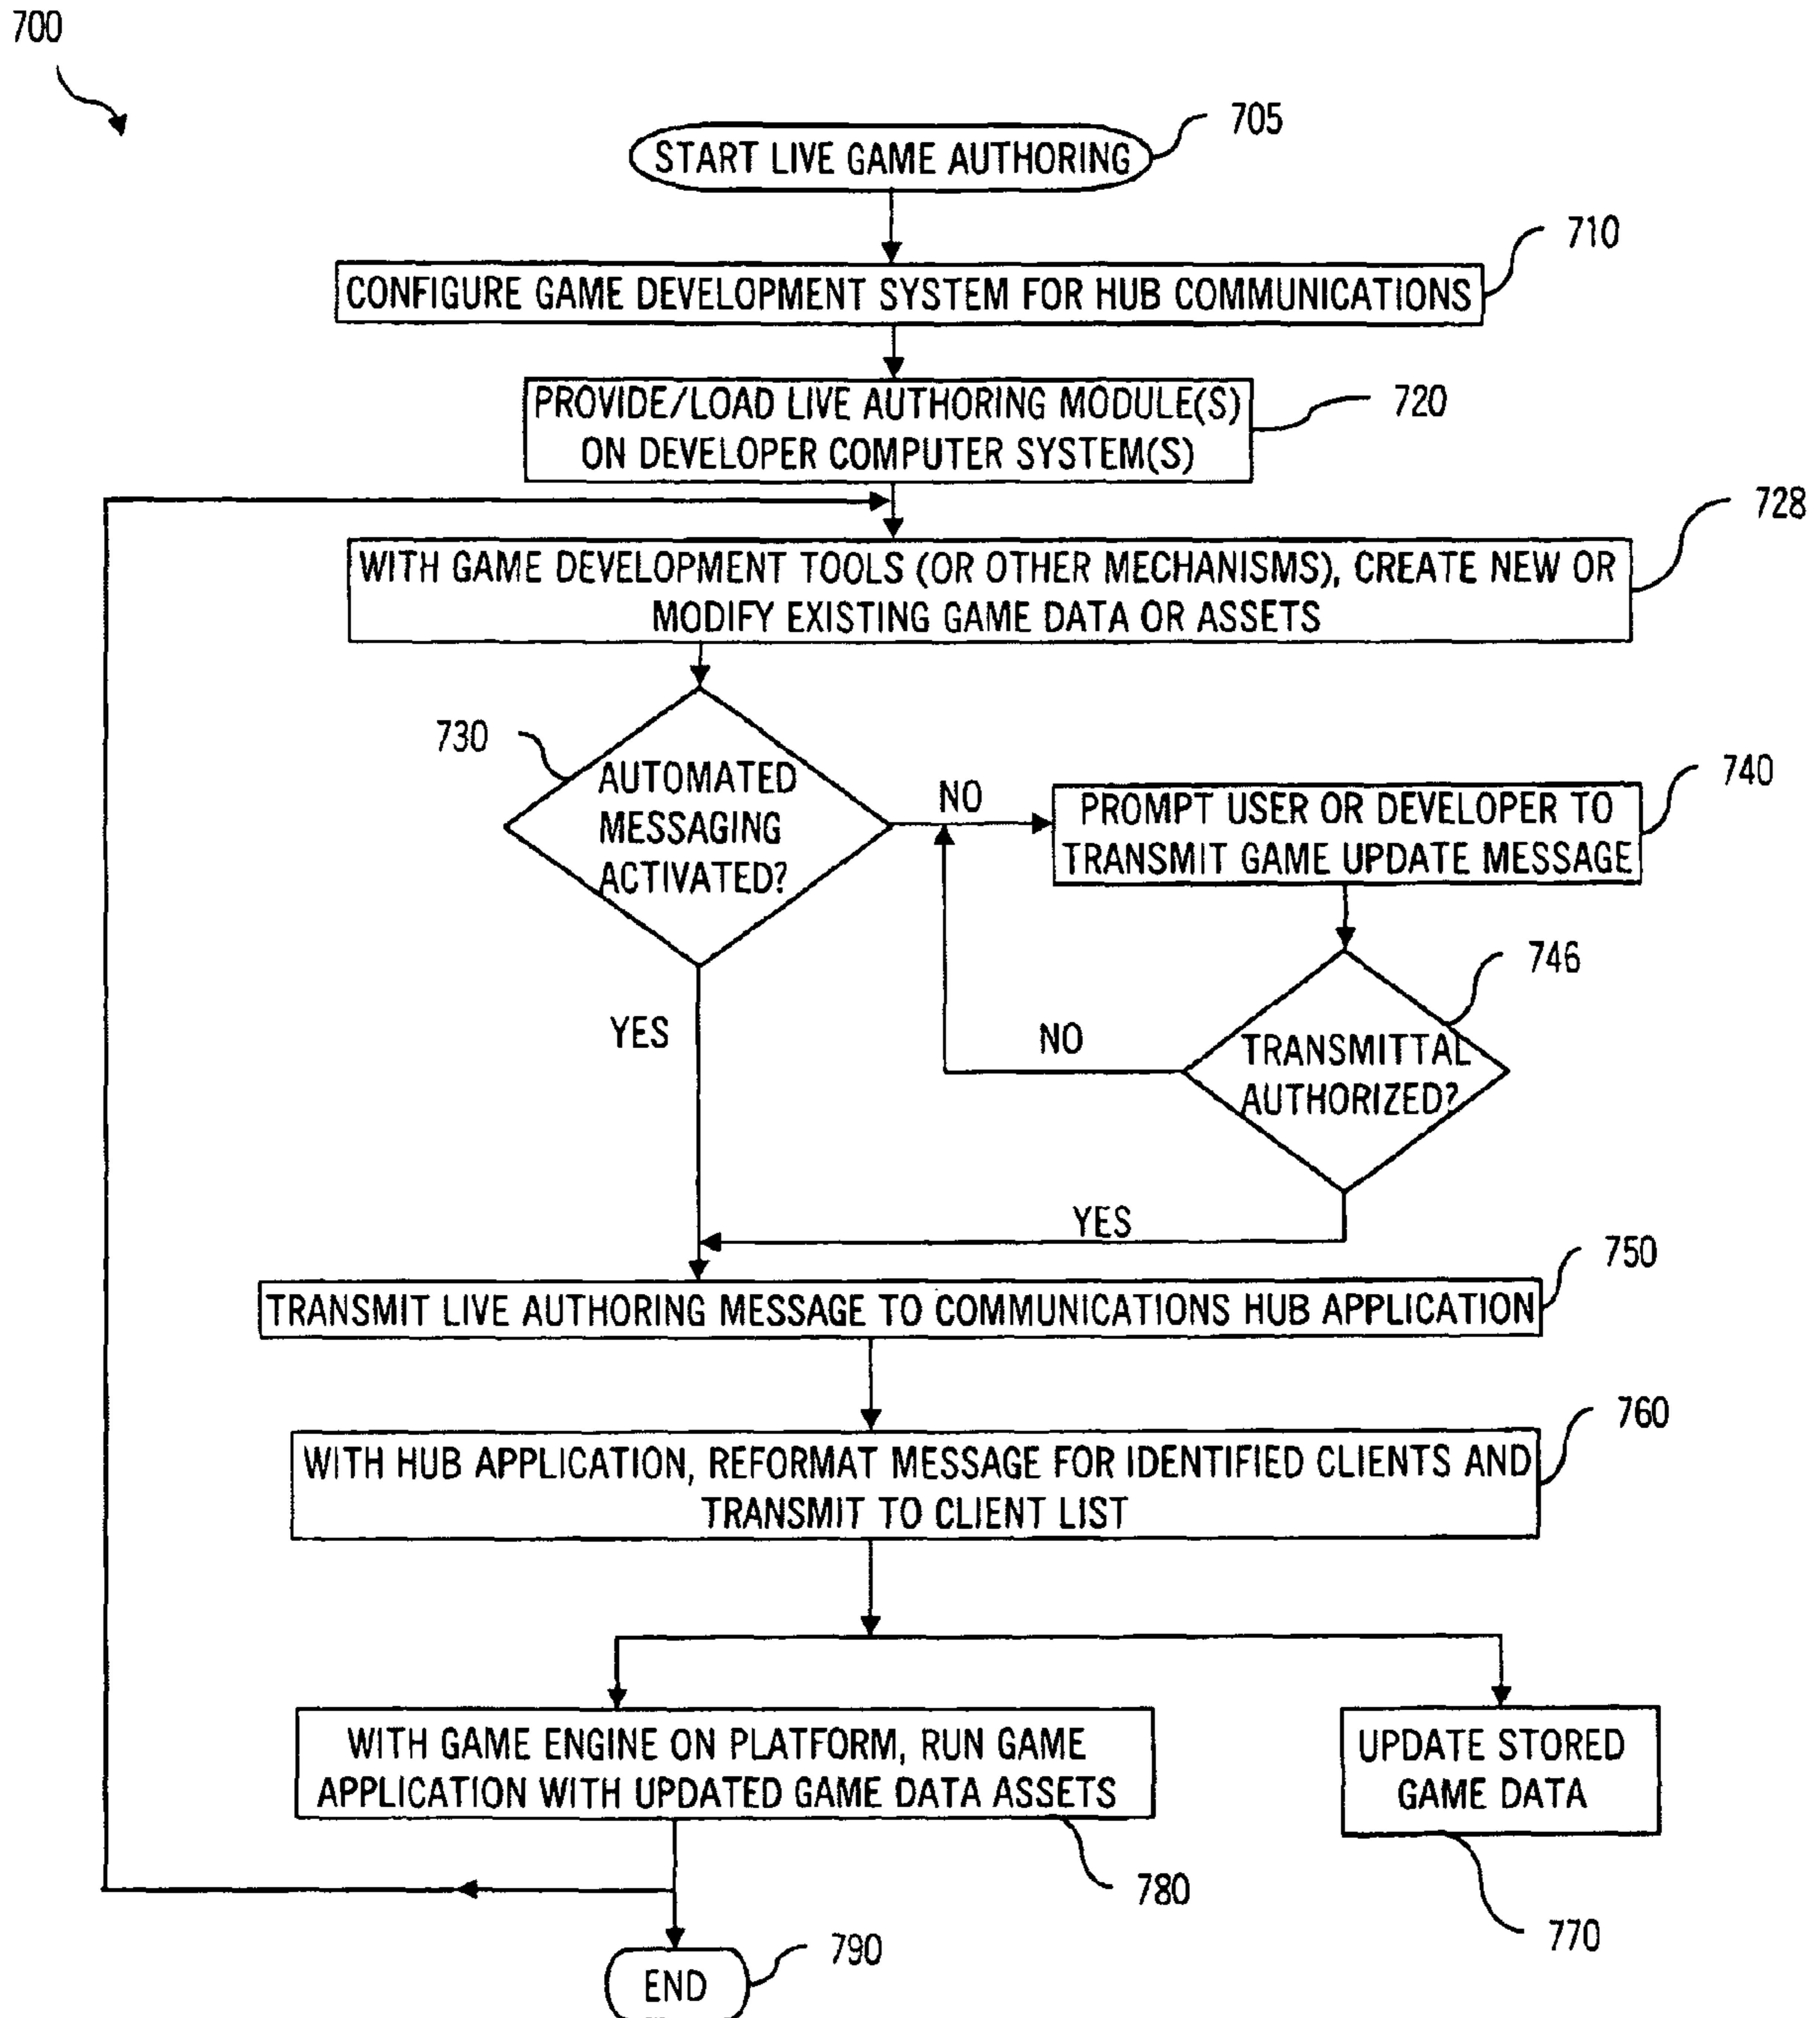 700
START LIVE GAME AUTHORING
705
CONFIGURE GAME DEVELOPMENT SYSTEM FOR HUB COMMUNICATIONS
710
PROVIDE/LOAD LIVE AUTHORING MODULE(S)
ON DEVELOPER COMPUTER SYSTEM(S)
720
WITH GAME DEVELOPMENT TOOLS (OR OTHER MECHANISMS), CREATE NEW OR
MODIFY EXISTING GAME DATA OR ASSETS
728
730
AUTOMATED
MESSAGING
ACTIVATED?
NO
PROMPT USER OR DEVELOPER TO
TRANSMIT GAME UPDATE MESSAGE
740
746
TRANSMITTAL
AUTHORIZED?
NO
YES
YES
TRANSMIT LIVE AUTHORING MESSAGE TO COMMUNICATIONS HUB APPLICATION
750
WITH HUB APPLICATION, REFORMAT MESSAGE FOR IDENTIFIED CLIENTS AND
TRANSMIT TO CLIENT LIST
760
WITH GAME ENGINE ON PLATFORM, RUN GAME
APPLICATION WITH UPDATED GAME DATA ASSETS
780
UPDATE STORED
GAME DATA
770
END
790